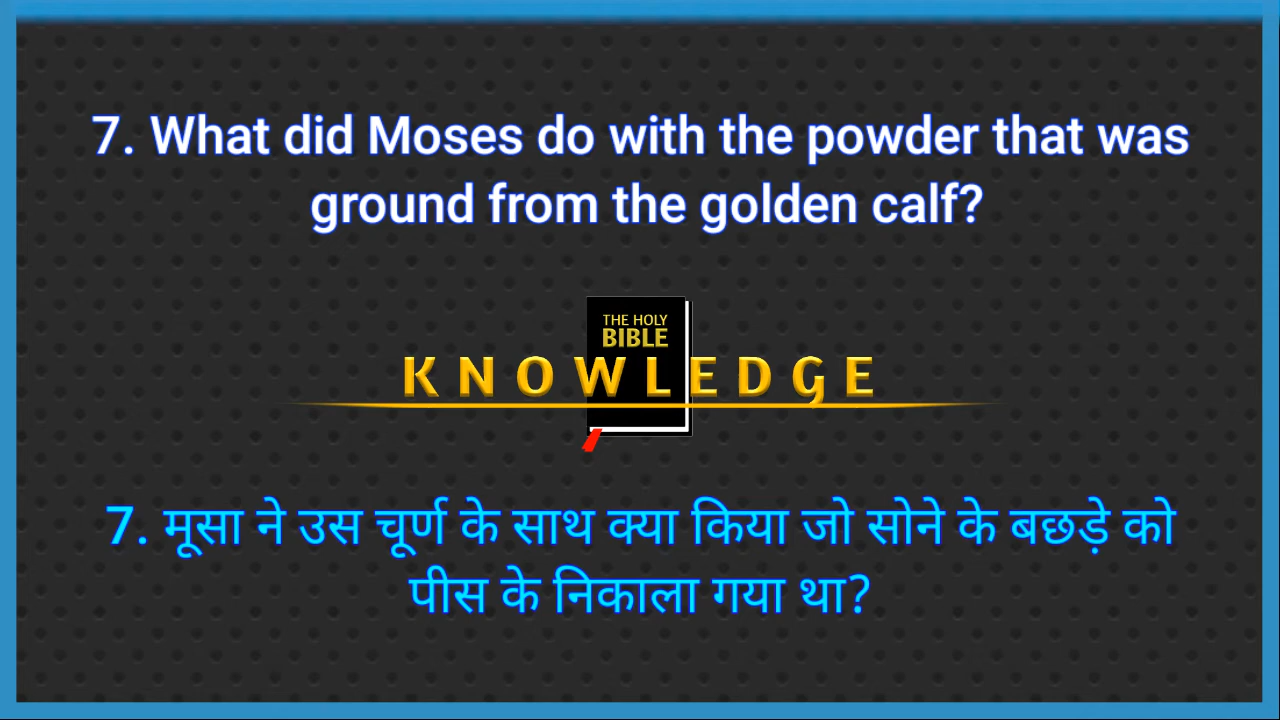 7. What did Moses do with the powder that was
ground from the golden calf?
THE HOLY
BIBLE
KNOWLEDGE
7. मूसा ने उस चूर्ण के साथ क्या किया जो सोने के बछड़े को
पीस के निकाला गया था?